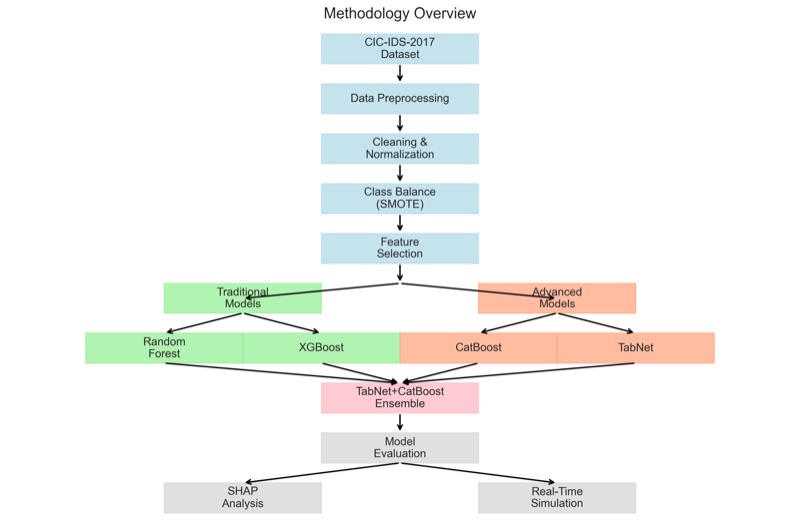 Methodology Overview
CIC-IDS-2017
Dataset
Data Preprocessing
Cleaning &
Normalization
Class Balance
(SMOTE)
Feature
Selection
Traditional
Models
Advanced
Models
Random
Forest
XGBoost
CatBoost
TabNet
TabNet+CatBoost
Ensemble
Model
Evaluation
SHAP
Analysis
Real-Time
Simulation